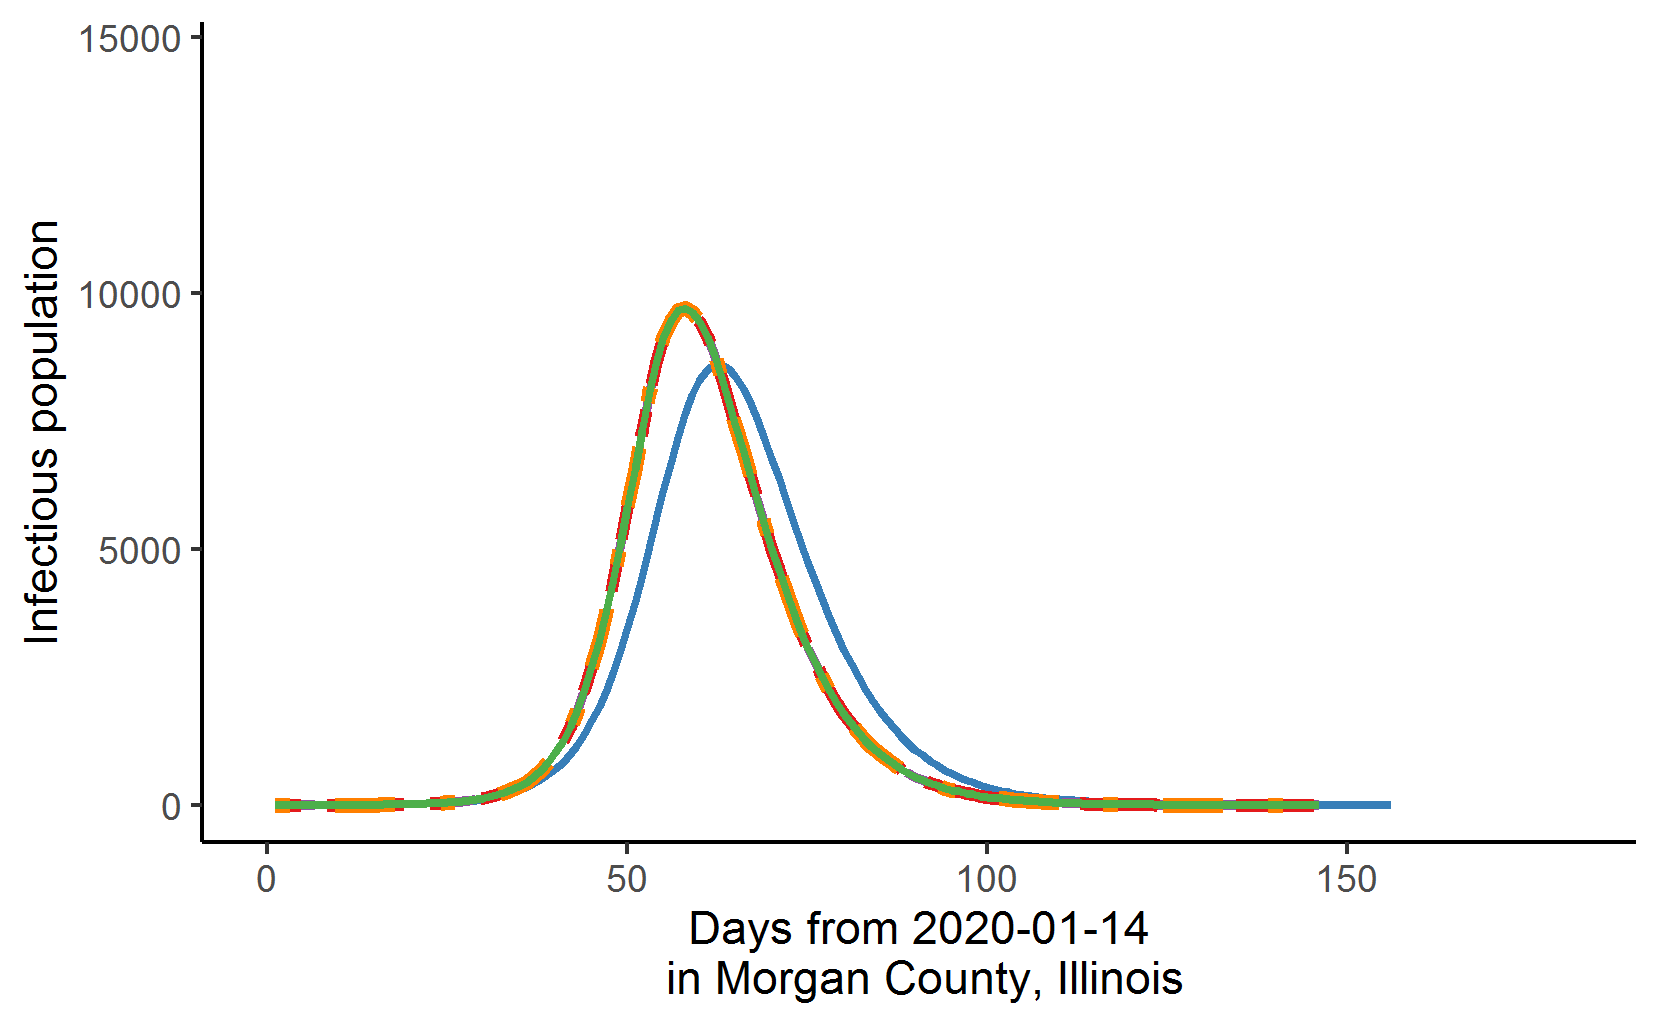 15000
10000
5000
0
Infectious population
0 50 100 150
Days from 2020-01-14
in Morgan County, Illinois